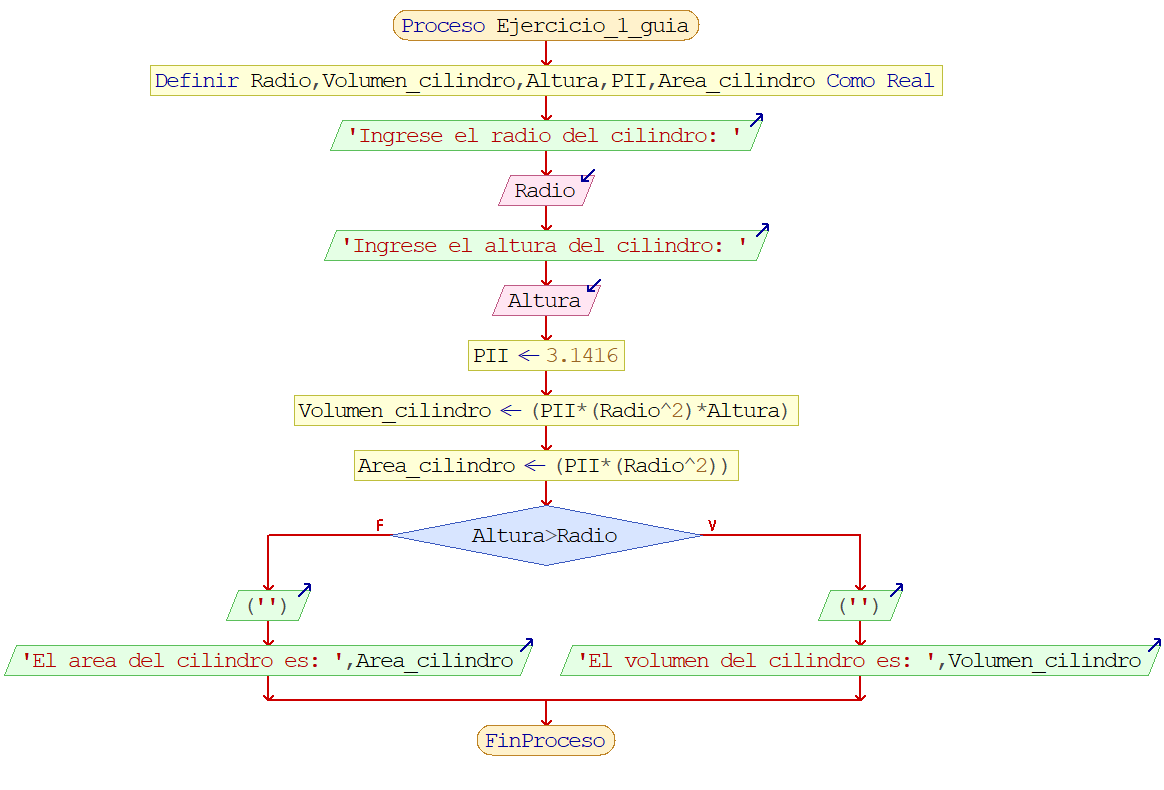 Proceso Ejercicio_1_guia
Definir Radio,Volumen_cilindro,Altura,PII,Area_cilindro Como Real
'Ingrese el radio del cilindro: '
Radio
'Ingrese el altura del cilindro: '
Altura
PII ← 3.1416
Volumen_cilindro ← (PII*(Radio^2)*Altura)
Area_cilindro ← (PII*(Radio^2))
F
Altura>Radio
V
('')
('')
'El area del cilindro es: ',Area_cilindro
'El volumen del cilindro es: ',Volumen_cilindro
FinProceso